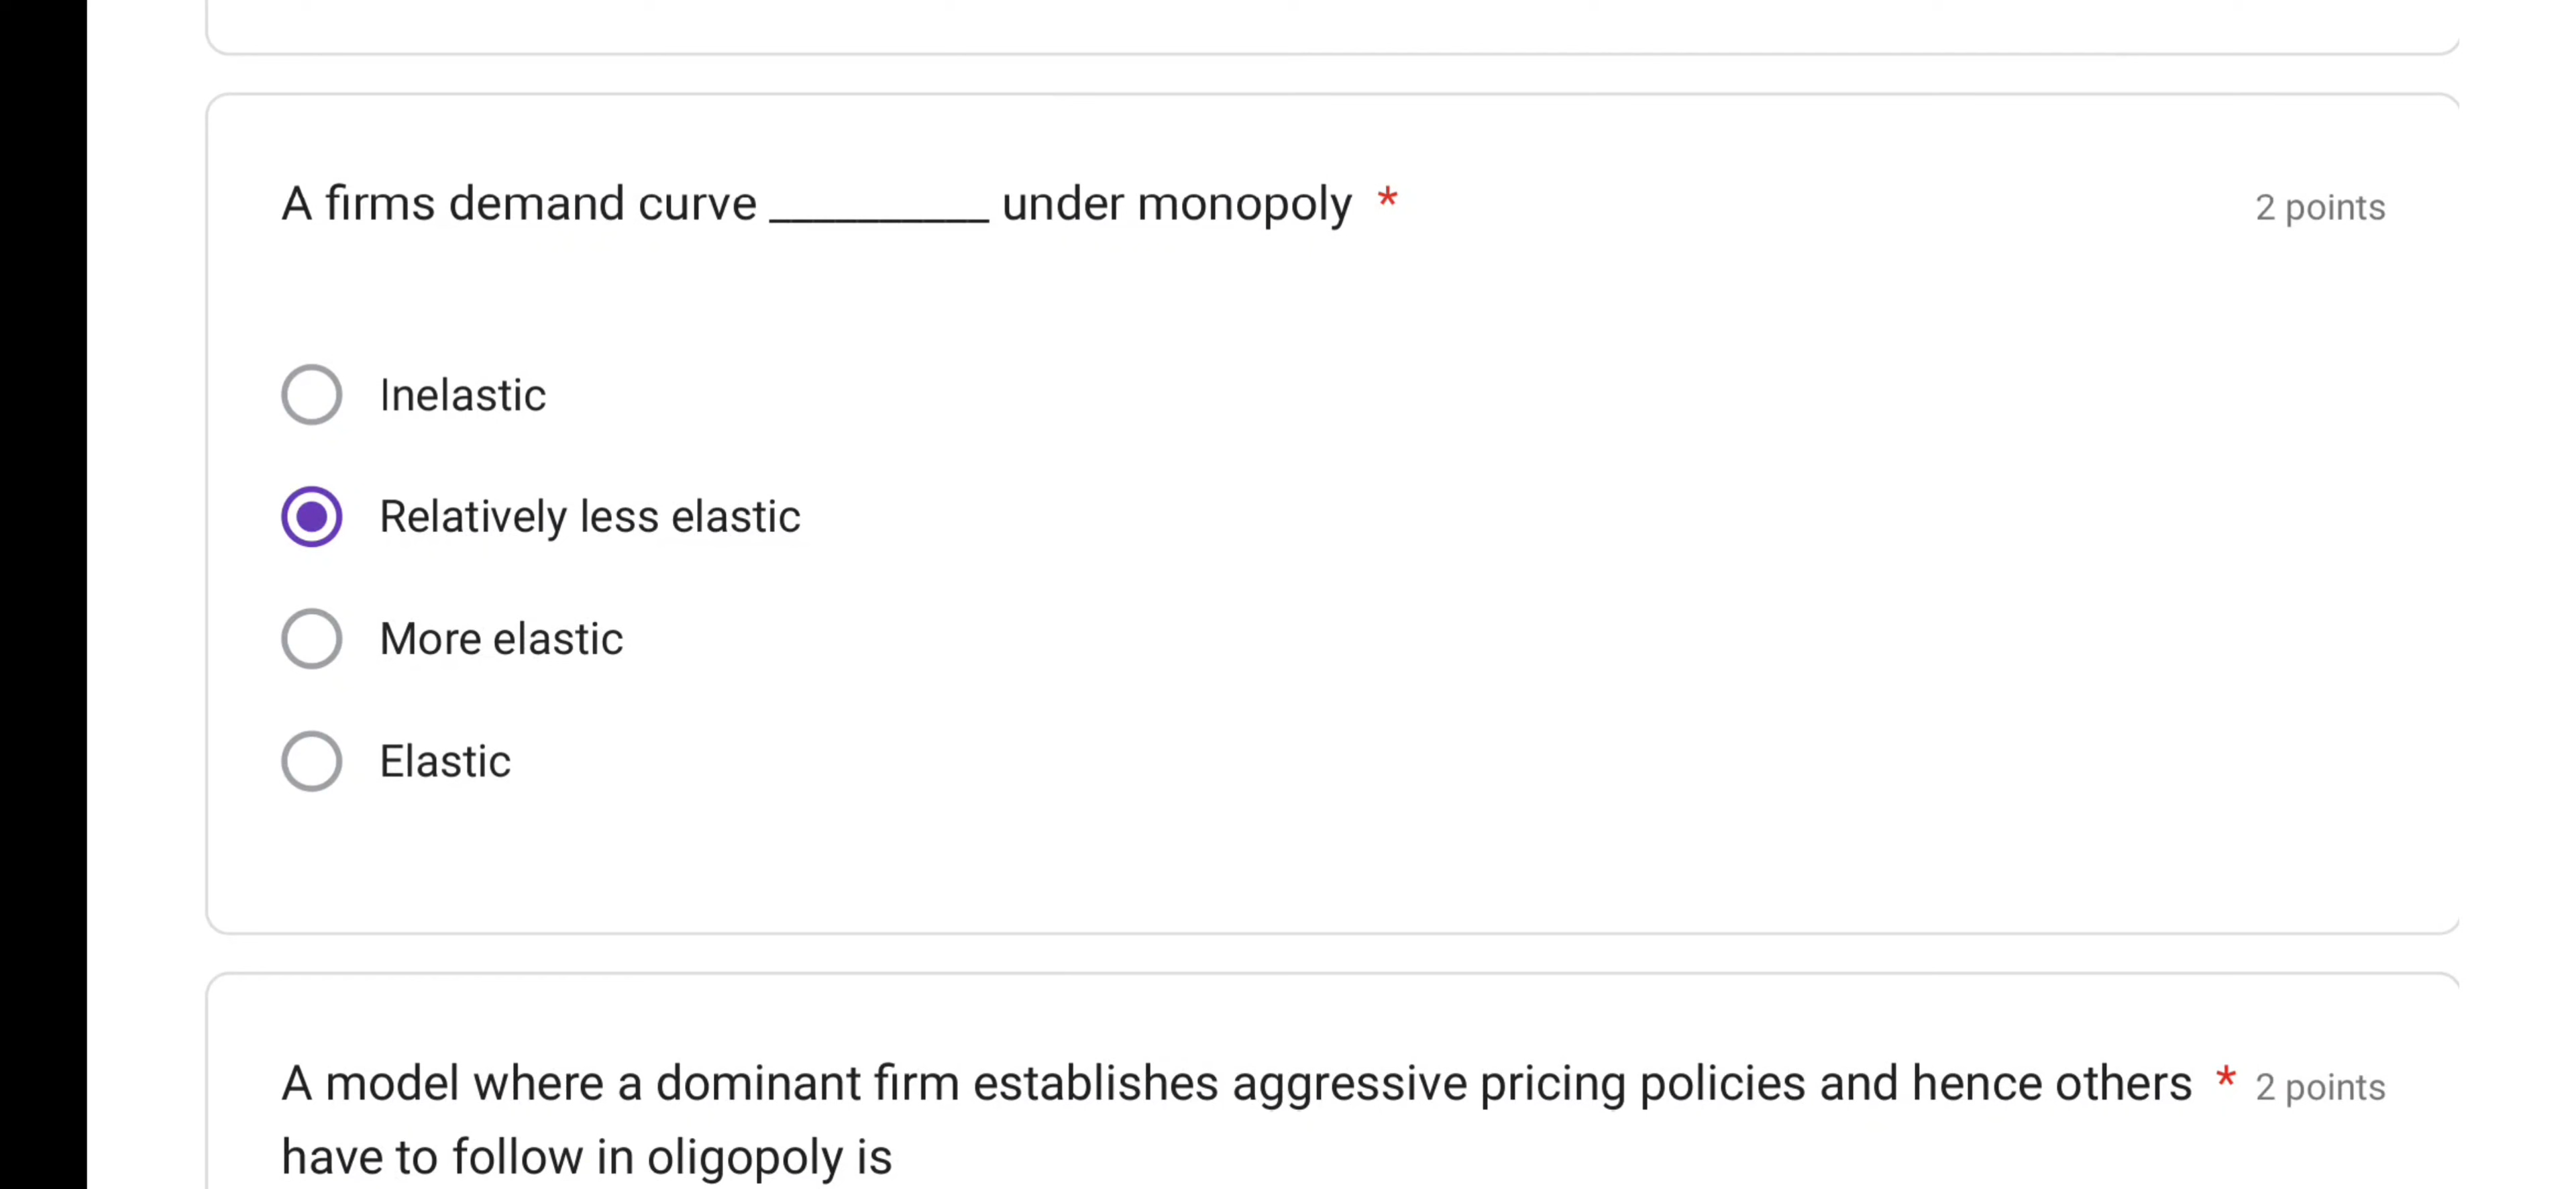 A firms demand curve __________ under monopoly *
2 points
Inelastic
Relatively less elastic
More elastic
Elastic
A model where a dominant firm establishes aggressive pricing policies and hence others *
2 points
have to follow in oligopoly is